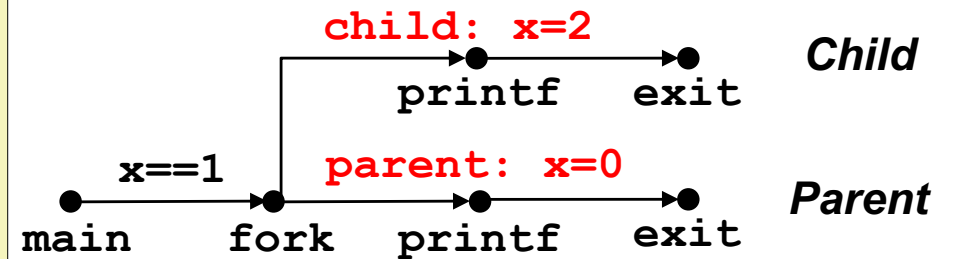 child: x=2
Child
printf exit
x==1 parent: x=0
Parent
main fork printf exit